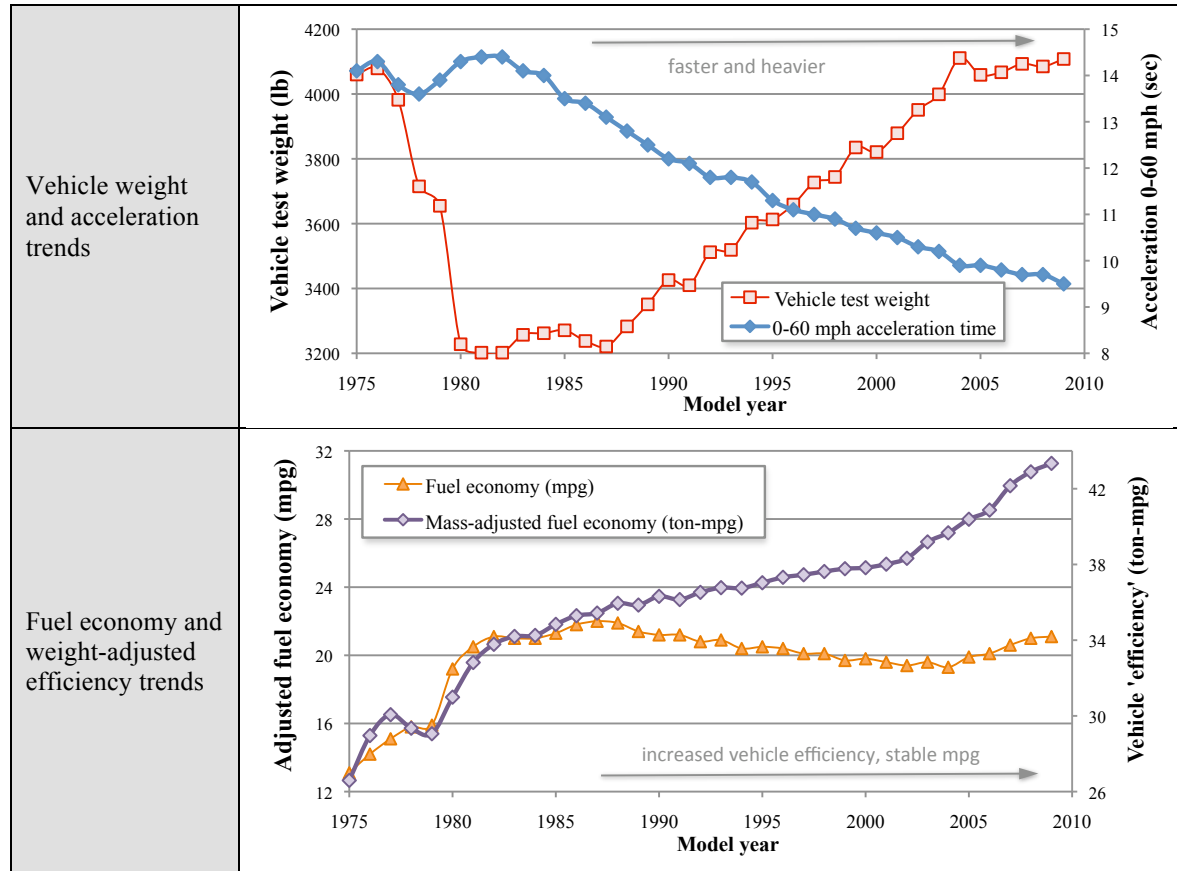 Vehicle weight
and acceleration
trends
Vehicle test weight (lb)
4200
4000
3800
3600
3400
3200
faster and heavier
Vehicle test weight
0-60 mph acceleration time
15
14
13
12
11
10
9
8
Acceleration 0-60 mph (sec)
1975 1980 1985 1990 1995 2000 2005 2010
Model year
Fuel economy and
weight-adjusted
efficiency trends
Adjusted fuel economy (mpg)
32
28
24
20
16
12
Fuel economy (mpg)
Mass-adjusted fuel economy (ton-mpg)
increased vehicle efficiency, stable mpg
42
38
34
30
26
Vehicle 'efficiency' (ton-mpg)
1975 1980 1985 1990 1995 2000 2005 2010
Model year